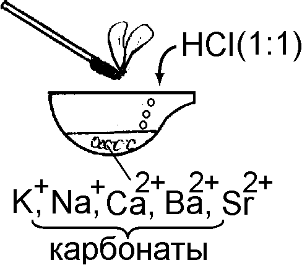 HCl(1:1)
K⁺, Na⁺, Ca²⁺, Ba²⁺, Sr²⁺
карбонаты